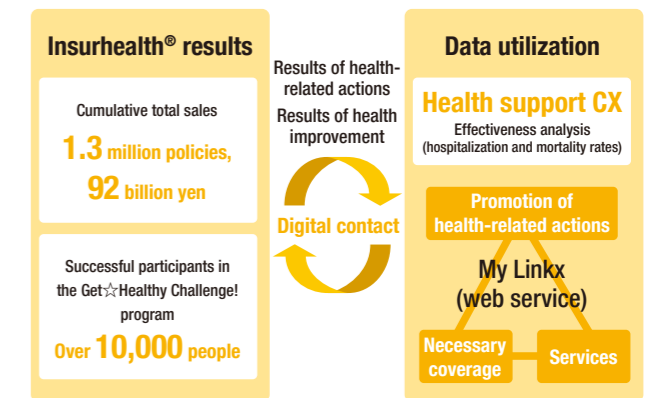 Insurhealth® results
Cumulative total sales
1.3 million policies,
92 billion yen
Successful participants in
the Get☆Healthy Challenge!
program
Over 10,000 people
Results of health-
related actions
Results of health
improvement
Digital contact
Data utilization
Health support CX
Effectiveness analysis
(hospitalization and mortality rates)
Promotion of
health-related actions
My Linkx
(web service)
Necessary
coverage
Services